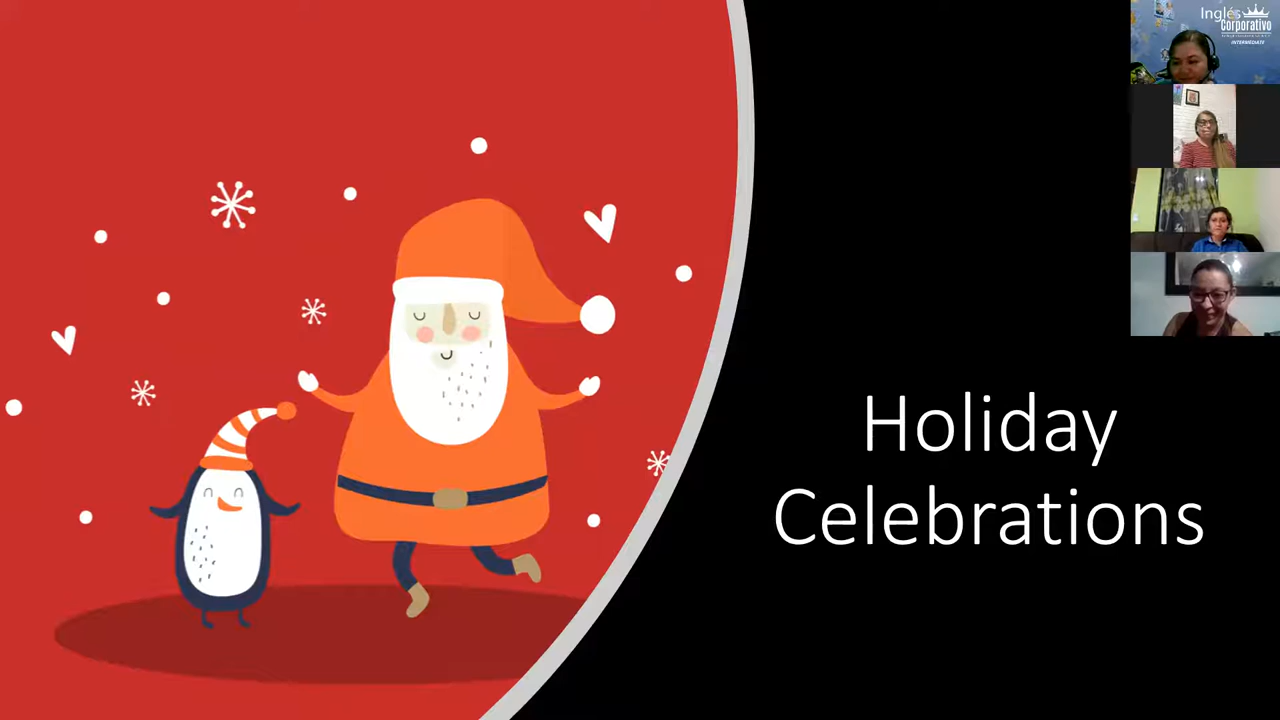 Inglés
Corporativo
INTERMEDIATE
Holiday
Celebrations